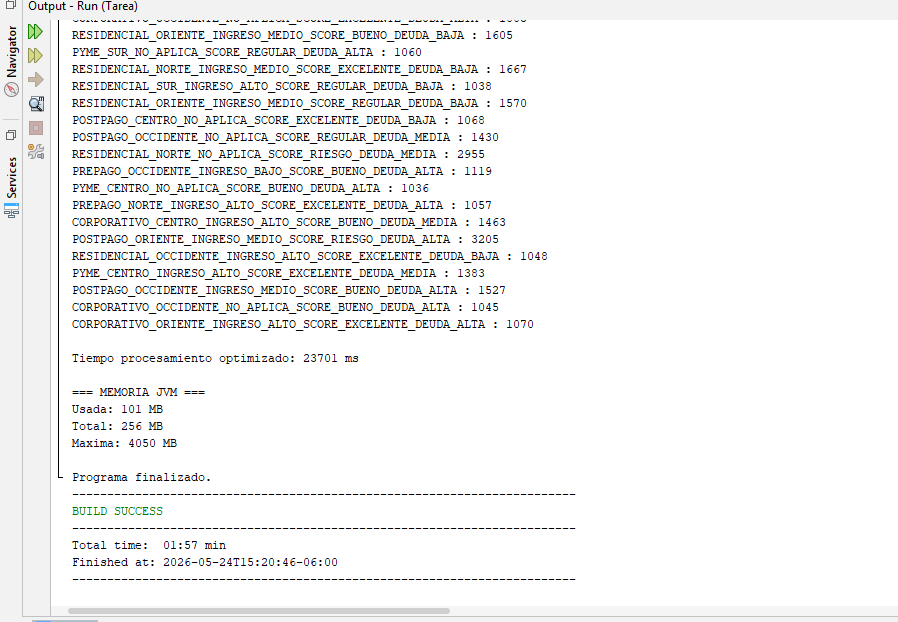 Output - Run (Tarea)
Navigator
Services
CORPORATIVO_OCCIDENTE_NO_APLICA_SCORE_EXCELENTE_DEUDA_ALTA :
RESIDENCIAL_ORIENTE_INGRESO_MEDIO_SCORE_BUENO_DEUDA_BAJA : 1605
PYME_SUR_NO_APLICA_SCORE_REGULAR_DEUDA_ALTA : 1060
RESIDENCIAL_NORTE_INGRESO_MEDIO_SCORE_EXCELENTE_DEUDA_BAJA : 1667
RESIDENCIAL_SUR_INGRESO_ALTO_SCORE_REGULAR_DEUDA_BAJA : 1038
RESIDENCIAL_ORIENTE_INGRESO_MEDIO_SCORE_REGULAR_DEUDA_BAJA : 1570
POSTPAGO_CENTRO_NO_APLICA_SCORE_EXCELENTE_DEUDA_BAJA : 1068
POSTPAGO_OCCIDENTE_NO_APLICA_SCORE_REGULAR_DEUDA_MEDIA : 1430
RESIDENCIAL_NORTE_NO_APLICA_SCORE_RIESGO_DEUDA_MEDIA : 2955
PREPAGO_OCCIDENTE_INGRESO_BAJO_SCORE_BUENO_DEUDA_ALTA : 1119
PYME_CENTRO_NO_APLICA_SCORE_BUENO_DEUDA_ALTA : 1036
PREPAGO_NORTE_INGRESO_ALTO_SCORE_EXCELENTE_DEUDA_ALTA : 1057
CORPORATIVO_CENTRO_INGRESO_ALTO_SCORE_BUENO_DEUDA_MEDIA : 1463
POSTPAGO_ORIENTE_INGRESO_MEDIO_SCORE_RIESGO_DEUDA_ALTA : 3205
RESIDENCIAL_OCCIDENTE_INGRESO_ALTO_SCORE_EXCELENTE_DEUDA_BAJA : 1048
PYME_CENTRO_INGRESO_ALTO_SCORE_EXCELENTE_DEUDA_MEDIA : 1383
POSTPAGO_OCCIDENTE_INGRESO_MEDIO_SCORE_BUENO_DEUDA_ALTA : 1527
CORPORATIVO_OCCIDENTE_NO_APLICA_SCORE_BUENO_DEUDA_ALTA : 1045
CORPORATIVO_ORIENTE_INGRESO_ALTO_SCORE_EXCELENTE_DEUDA_ALTA : 1070
Tiempo procesamiento optimizado: 23701 ms
=== MEMORIA JVM ===
Usada: 101 MB
Total: 256 MB
Maxima: 4050 MB
Programa finalizado.
------------------------------------------------------------------------
BUILD SUCCESS
------------------------------------------------------------------------
Total time:  01:57 min
Finished at: 2026-05-24T15:20:46-06:00
------------------------------------------------------------------------